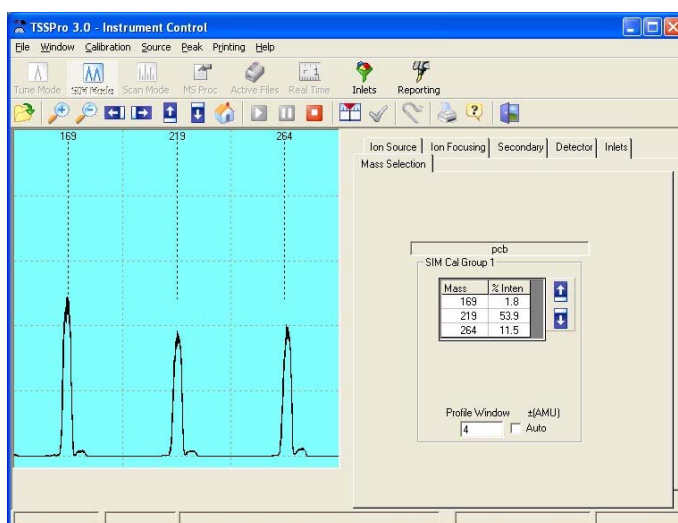 TSSPro 3.0 - Instrument Control
File Window Calibration Source Peak Printing Help
Tune Mode SIM Mode Scan Mode MS Proc Active Files Real Time Inlets Reporting
169 219 264
Ion Source Ion Focusing Secondary Detector Inlets
Mass Selection
pcb
SIM Cal Group 1
Mass % Inten
169 1.8
219 53.9
264 11.5
Profile Window ±(AMU)
4 Auto